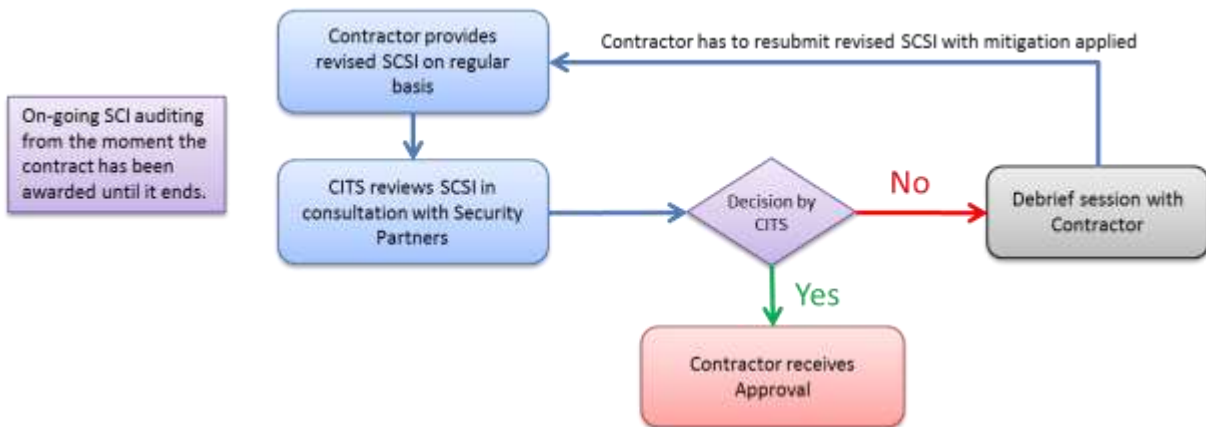 Contractor provides
revised SCSI on regular
basis
Contractor has to resubmit revised SCSI with mitigation applied
On-going SCI auditing
from the moment the
contract has been
awarded until it ends.
CITS reviews SCSI in
consultation with Security
Partners
Decision by
CITS
No
Debrief session with
Contractor
Yes
Contractor receives
Approval